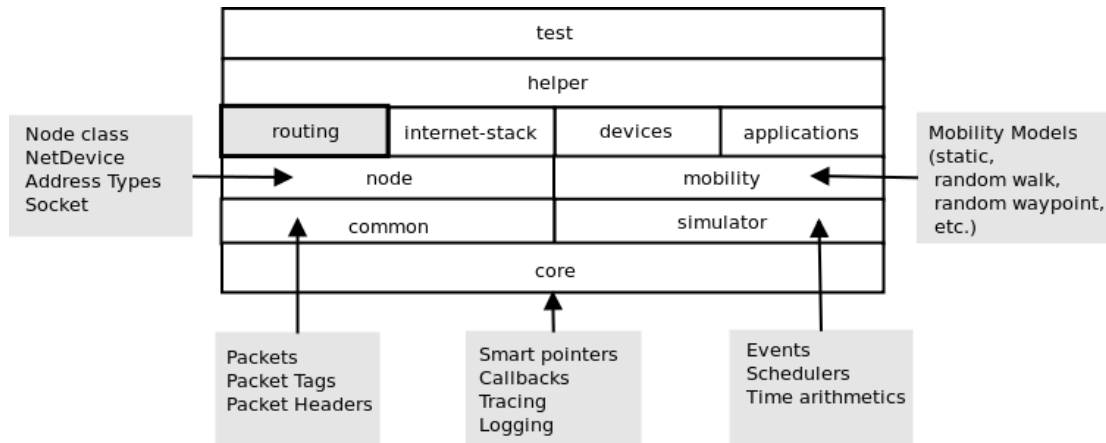 test
helper
routing
internet-stack
devices
applications
Node class
NetDevice
Address Types
Socket
Mobility Models
(static,
random walk,
random waypoint,
etc.)
node
mobility
common
simulator
core
Packets
Packet Tags
Packet Headers
Smart pointers
Callbacks
Tracing
Logging
Events
Schedulers
Time arithmetics